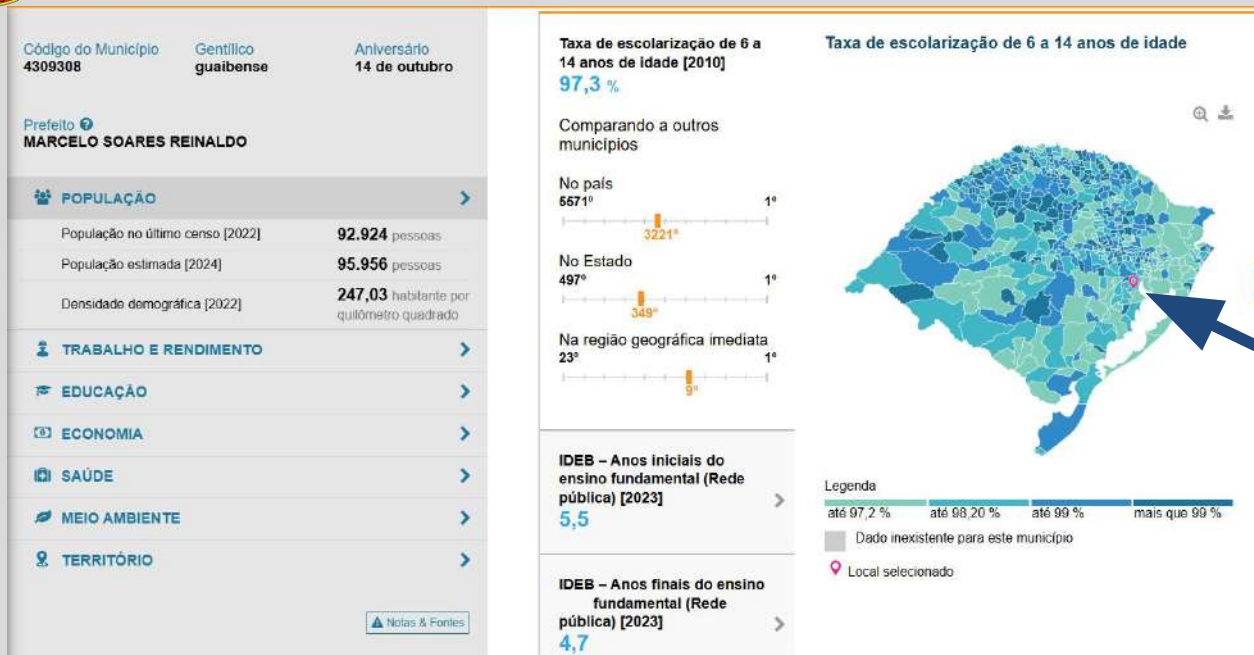 Código do Município Gentílico Aniversário
4309308 guaibense 14 de outubro
Prefeito
MARCELO SOARES REINALDO
POPULAÇÃO
População no último censo [2022] 92.924 pessoas
População estimada [2024] 95.956 pessoas
Densidade demográfica [2022] 247,03 habitante por
quilômetro quadrado
TRABALHO E RENDIMENTO
EDUCAÇÃO
ECONOMIA
SAÚDE
MEIO AMBIENTE
TERRITÓRIO
Notas & Fontes
Taxa de escolarização de 6 a
14 anos de idade [2010]
97,3 %
Comparando a outros
municípios
No país
5571º 1º
3221º
No Estado
497º 1º
349º
Na região geográfica imediata
23º 1º
9º
IDEB – Anos iniciais do
ensino fundamental (Rede
pública) [2023]
5,5
IDEB – Anos finais do ensino
fundamental (Rede
pública) [2023]
4,7
Taxa de escolarização de 6 a 14 anos de idade
Legenda
até 97,2 % até 98,20 % até 99 % mais que 99 %
Dado inexistente para este município
Local selecionado